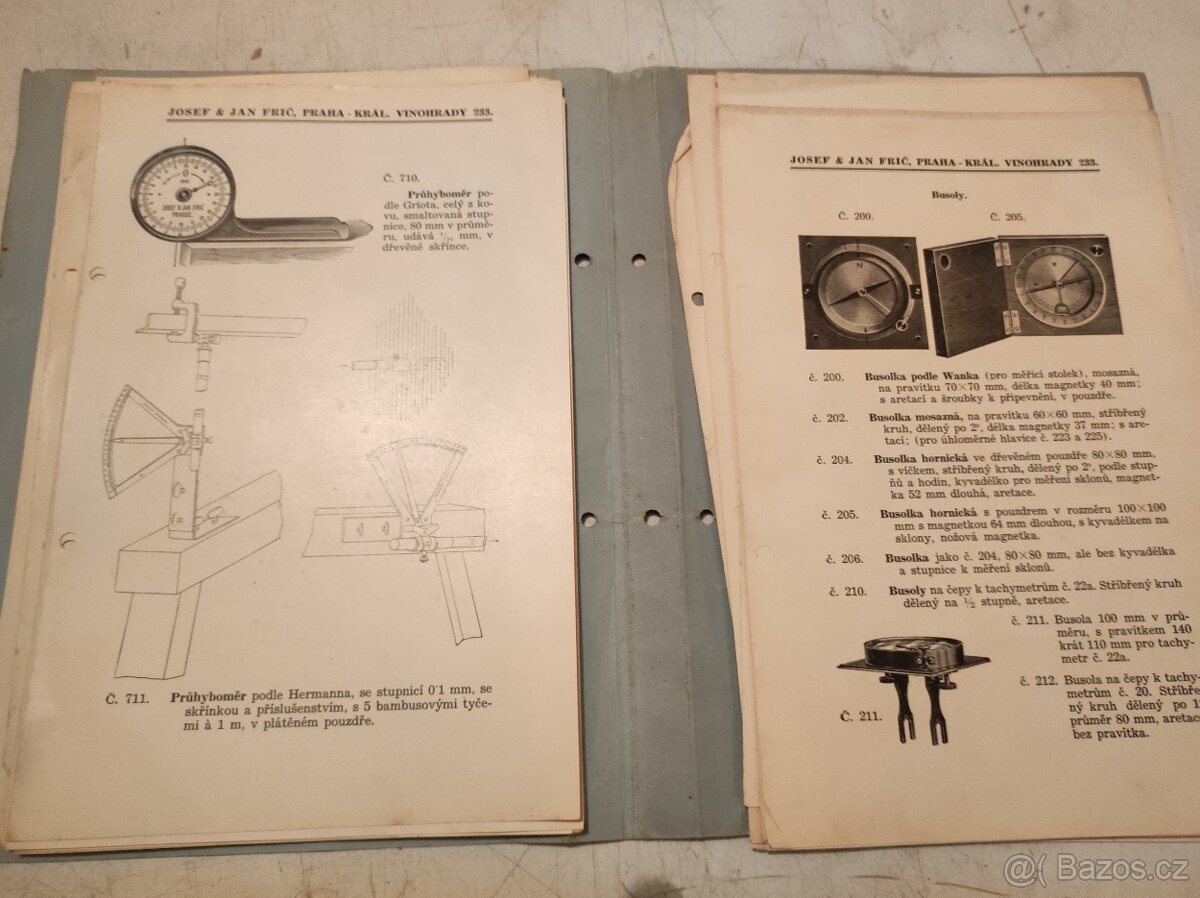 JOSEF & JAN FRIČ, PRAHA - KRÁL. VINOHRADY 233.
JOSEF & JAN FRIČ
PRAGUE.
Č. 710.
Průhyboměr po-
dle Griota, celý z ko-
vu, smaltovaná stup-
nice, 80 mm v průmě-
ru, udává 1/10 mm, v
dřevěné skřínce.
Č. 711. Průhyboměr podle Hermanna, se stupnicí 0·1 mm, se
skřínkou a příslušenstvím, s 5 bambusovými tyče-
mi à 1 m, v plátěném pouzdře.
JOSEF & JAN FRIČ, PRAHA - KRÁL. VINOHRADY 233.
Busoly.
Č. 200. Č. 205.
N
č. 200. Busolka podle Wanka (pro měřicí stolek), mosazná,
na pravítku 70×70 mm, délka magnetky 40 mm;
s aretací a šroubky k připevnění, v pouzdře.
č. 202. Busolka mosazná, na pravítku 60×60 mm, stříbřený
kruh, dělený po 2°, délka magnetky 37 mm; s are-
tací; (pro úhloměrné hlavice č. 223 a 225).
č. 204. Busolka hornická ve dřevěném pouzdře 80×80 mm,
s víčkem, stříbřený kruh, dělený po 2°, podle stup-
ňů a hodin, kyvadélko pro měření sklonů, magnet-
ka 52 mm dlouhá, aretace.
č. 205. Busolka hornická s pouzdrem v rozměru 100×100
mm s magnetkou 64 mm dlouhou, s kyvadélkem na
sklony, nožová magnetka.
č. 206. Busolka jako č. 204, 80×80 mm, ale bez kyvadélka
a stupnice k měření sklonů.
č. 210. Busoly na čepy k tachymetrům č. 22a. Stříbřený kruh
dělený na ½ stupně, aretace.
č. 211. Busola 100 mm v prů-
měru, s pravítkem 140
krát 110 mm pro tachy-
metr č. 22a.
č. 212. Busola na čepy k tachy-
metrům č. 20. Stříbře-
ný kruh dělený po 1
průměr 80 mm, aretac
bez pravítka.
Č. 211.
Bazos.cz